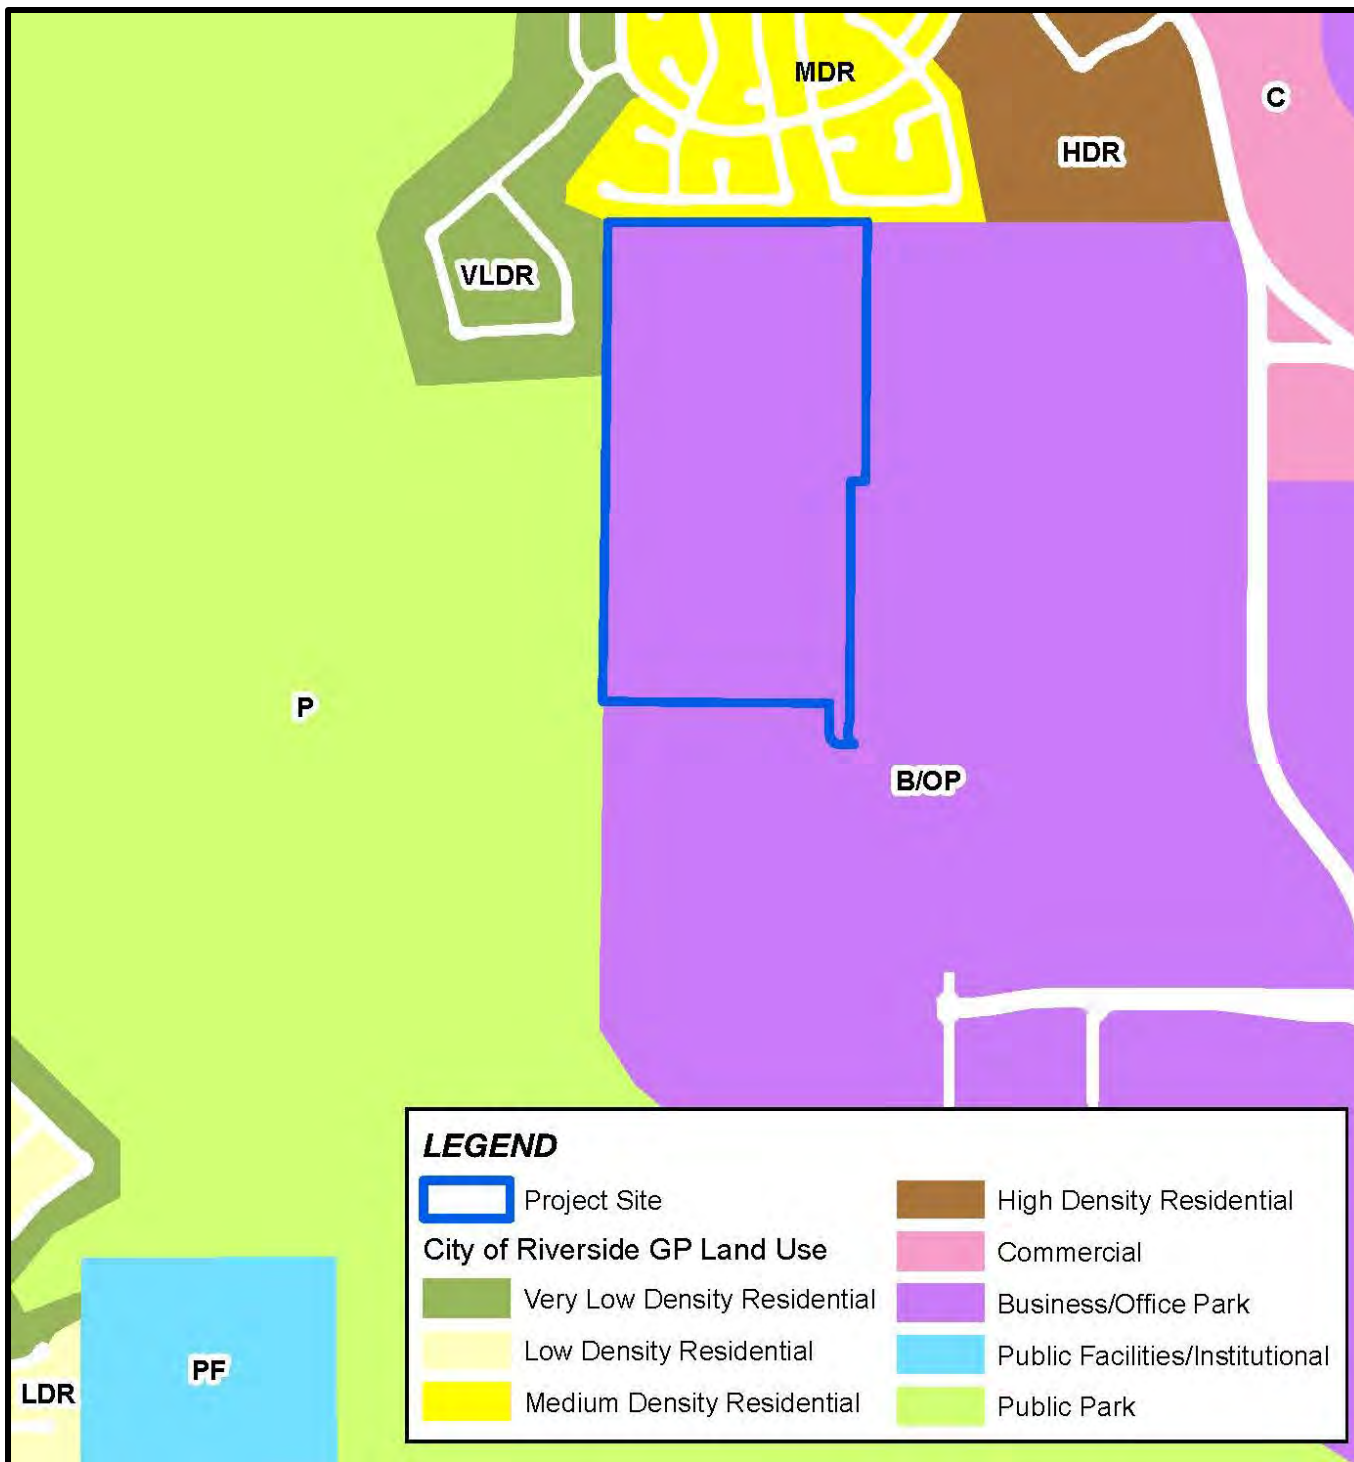 MDR
C
HDR
VLDR
P
B/OP
LEGEND
Project Site
City of Riverside GP Land Use
Very Low Density Residential
Low Density Residential
Medium Density Residential
High Density Residential
Commercial
Business/Office Park
Public Facilities/Institutional
Public Park
PF
LDR